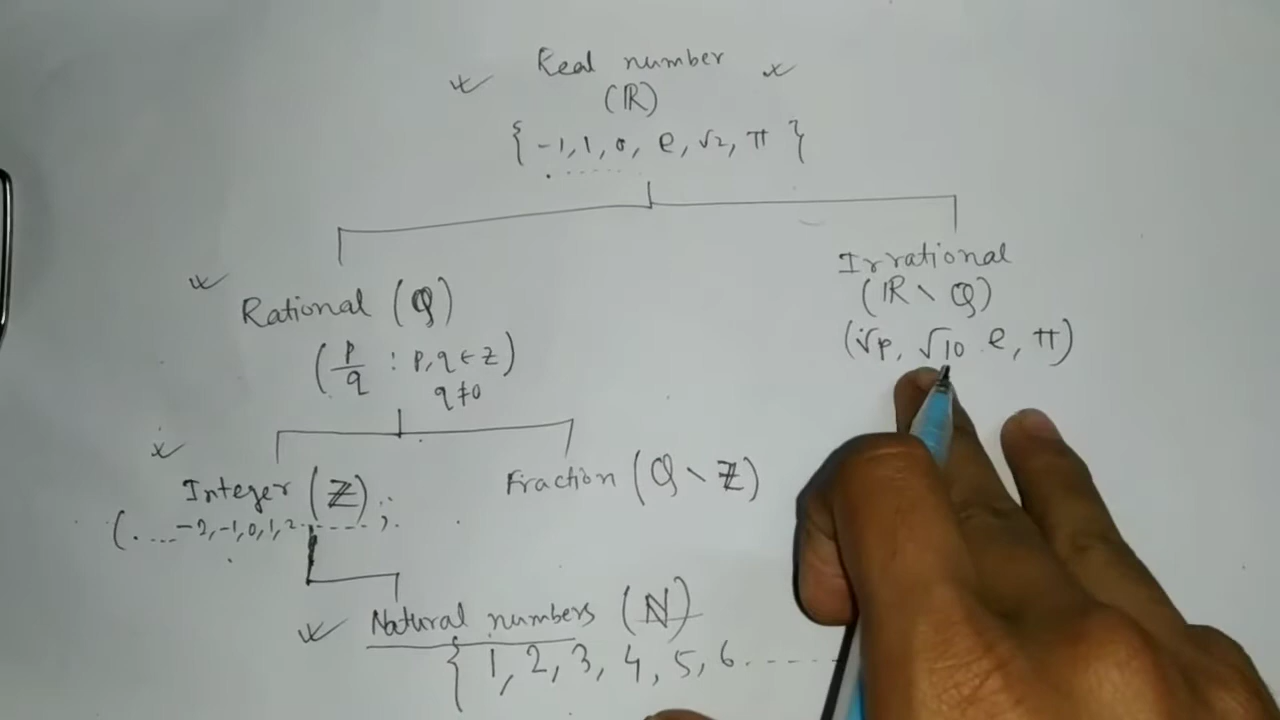 Real number
(ℝ)
{ -1, 1, 0, e, √2, π }
Rational (ℚ)
(p/q : p, q ∈ z)
q ≠ 0
Irrational
(ℝ \ ℚ)
(√p, √10 e, π)
Integer (ℤ)
(.... -2, -1, 0, 1, 2 ------
Fraction (ℚ \ ℤ)
Natural numbers (ℕ)
{ 1, 2, 3, 4, 5, 6 ------